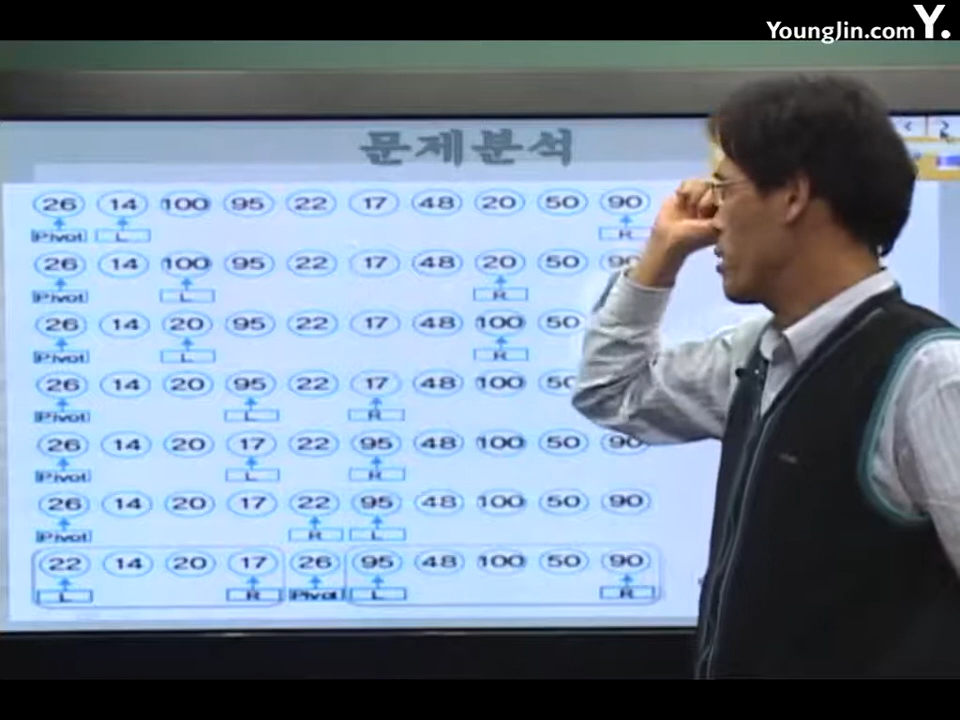 YoungJin.com Y.
문제분석
26 14 100 95 22 17 48 20 50 90
Pivot L R
26 14 100 95 22 17 48 20 50 90
Pivot L R
26 14 20 95 22 17 48 100 50
Pivot L R
26 14 20 95 22 17 48 100
Pivot L R
26 14 20 17 22 95 48 100 50 90
Pivot L R
26 14 20 17 22 95 48 100 50 90
Pivot R L
22 14 20 17 26 95 48 100 50 90
L R Pivot L R